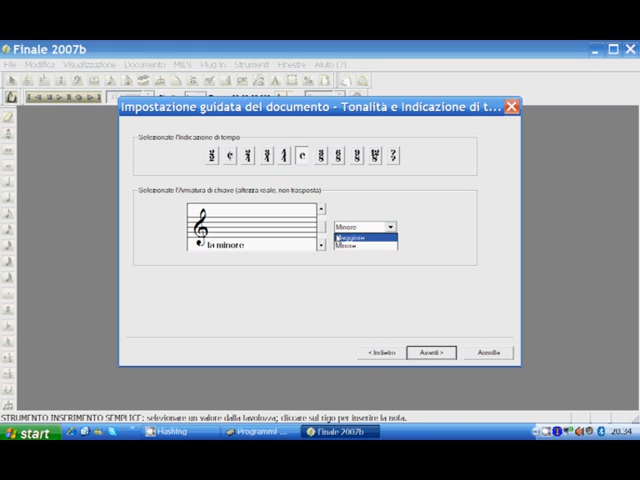 Finale 2007b
File Modifica Visualizzazione Documento MIDI Plug-in Strumenti Finestre Aiuto (?)
Impostazione guidata del documento - Tonalità e Indicazione di t...
Selezionate l'Indicazione di tempo
Selezionate l'Armatura di chiave (altezza reale, non trasposta)
la minore
Minore
Maggiore
Minore
< Indietro Avanti > Annulla
STRUMENTO INSERIMENTO SEMPLICE: selezionare un valore dalla tavolozza; cliccare sul rigo per inserire la nota.
start Hashing Programmi ... Finale 2007b 20.34